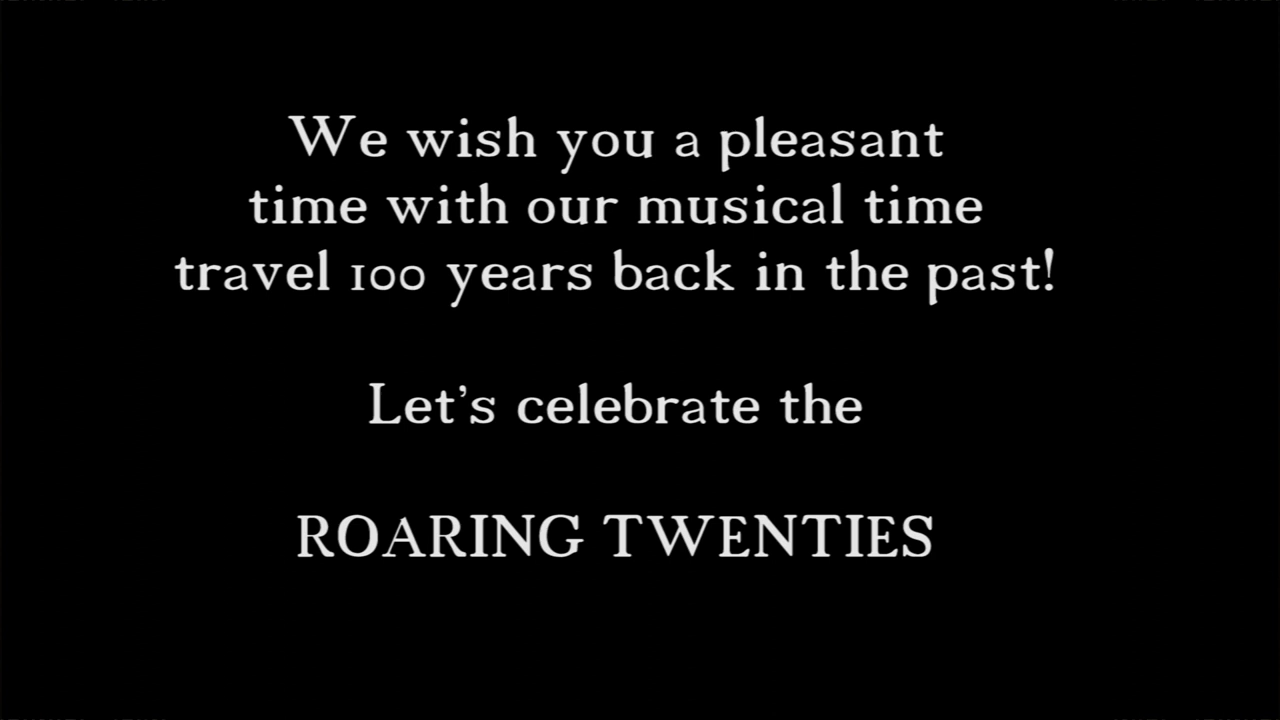 We wish you a pleasant
time with our musical time
travel 100 years back in the past!
Let's celebrate the
ROARING TWENTIES